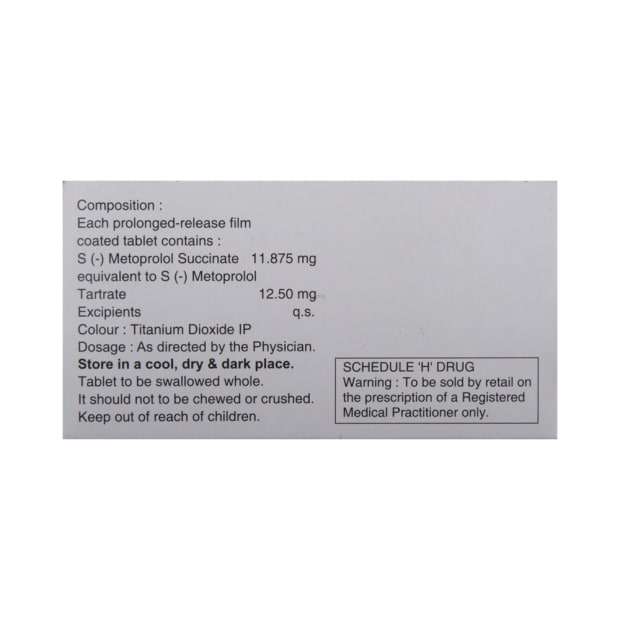 Composition :
Each prolonged-release film
coated tablet contains :
S (-) Metoprolol Succinate 11.875 mg
equivalent to S (-) Metoprolol
Tartrate 12.50 mg
Excipients q.s.
Colour : Titanium Dioxide IP
Dosage : As directed by the Physician.
Store in a cool, dry & dark place.
Tablet to be swallowed whole.
It should not to be chewed or crushed.
Keep out of reach of children.
SCHEDULE 'H' DRUG
Warning : To be sold by retail on
the prescription of a Registered
Medical Practitioner only.